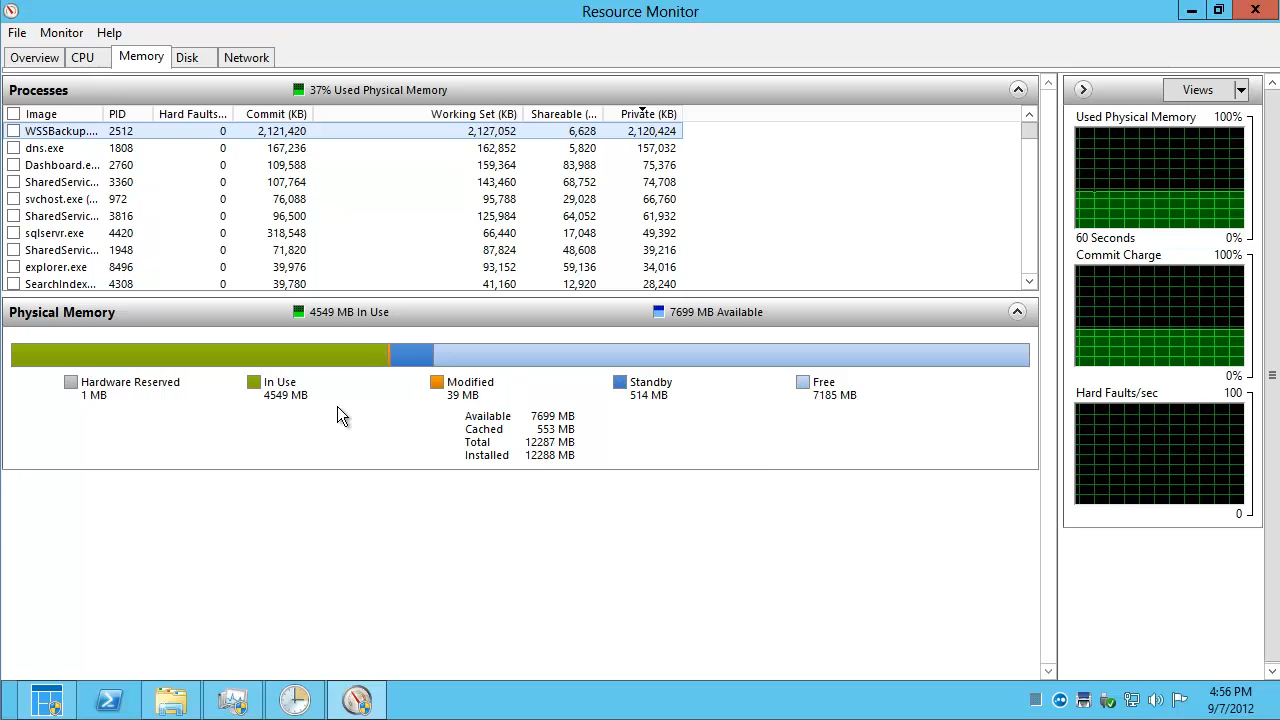 Resource Monitor
File Monitor Help
Overview CPU Memory Disk Network
Processes 37% Used Physical Memory
Image PID Hard Faults... Commit (KB) Working Set (KB) Shareable (... Private (KB)
WSSBackup.... 2512 0 2,121,420 2,127,052 6,628 2,120,424
dns.exe 1808 0 167,236 162,852 5,820 157,032
Dashboard.e... 2760 0 109,588 159,364 83,988 75,376
SharedServic... 3360 0 107,764 143,460 68,752 74,708
svchost.exe (... 972 0 76,088 95,788 29,028 66,760
SharedServic... 3816 0 96,500 125,984 64,052 61,932
sqlservr.exe 4420 0 318,548 66,440 17,048 49,392
SharedServic... 1948 0 71,820 87,824 48,608 39,216
explorer.exe 8496 0 39,976 93,152 59,136 34,016
SearchIndex... 4308 0 39,780 41,160 12,920 28,240
Physical Memory 4549 MB In Use 7699 MB Available
Hardware Reserved In Use Modified Standby Free
1 MB 4549 MB 39 MB 514 MB 7185 MB
Available 7699 MB
Cached 553 MB
Total 12287 MB
Installed 12288 MB
Views
Used Physical Memory 100%
60 Seconds 0%
Commit Charge 100%
0%
Hard Faults/sec 100
0
4:56 PM
9/7/2012